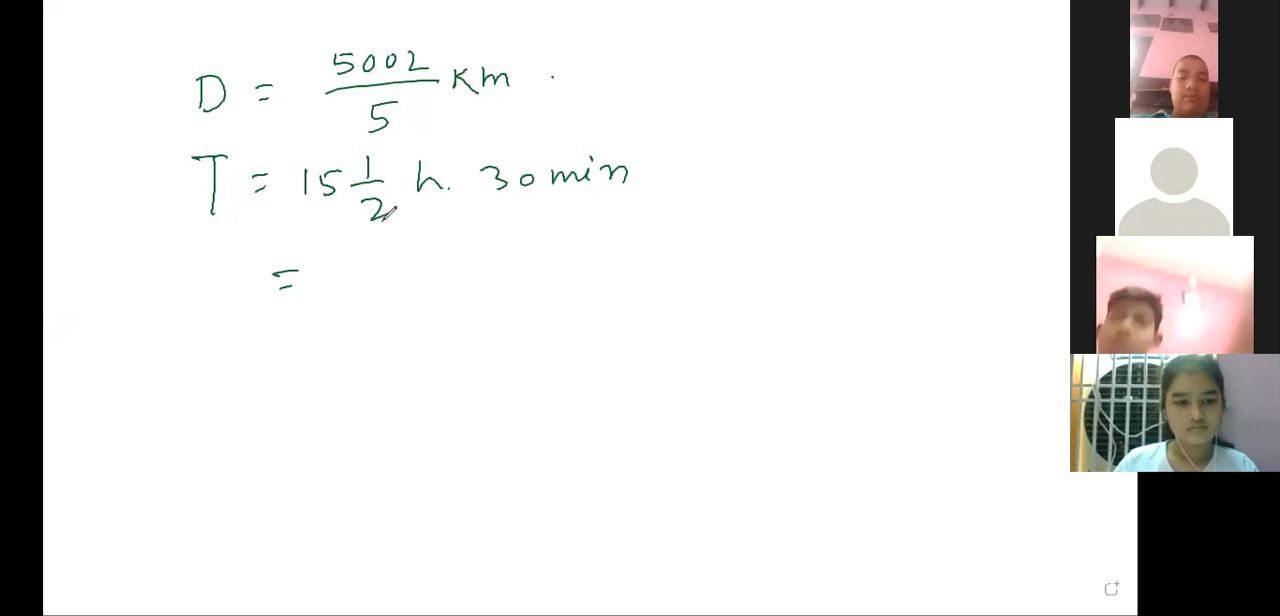 D = 5002/5 Km .
T = 15 1/2 h. 30 min
=